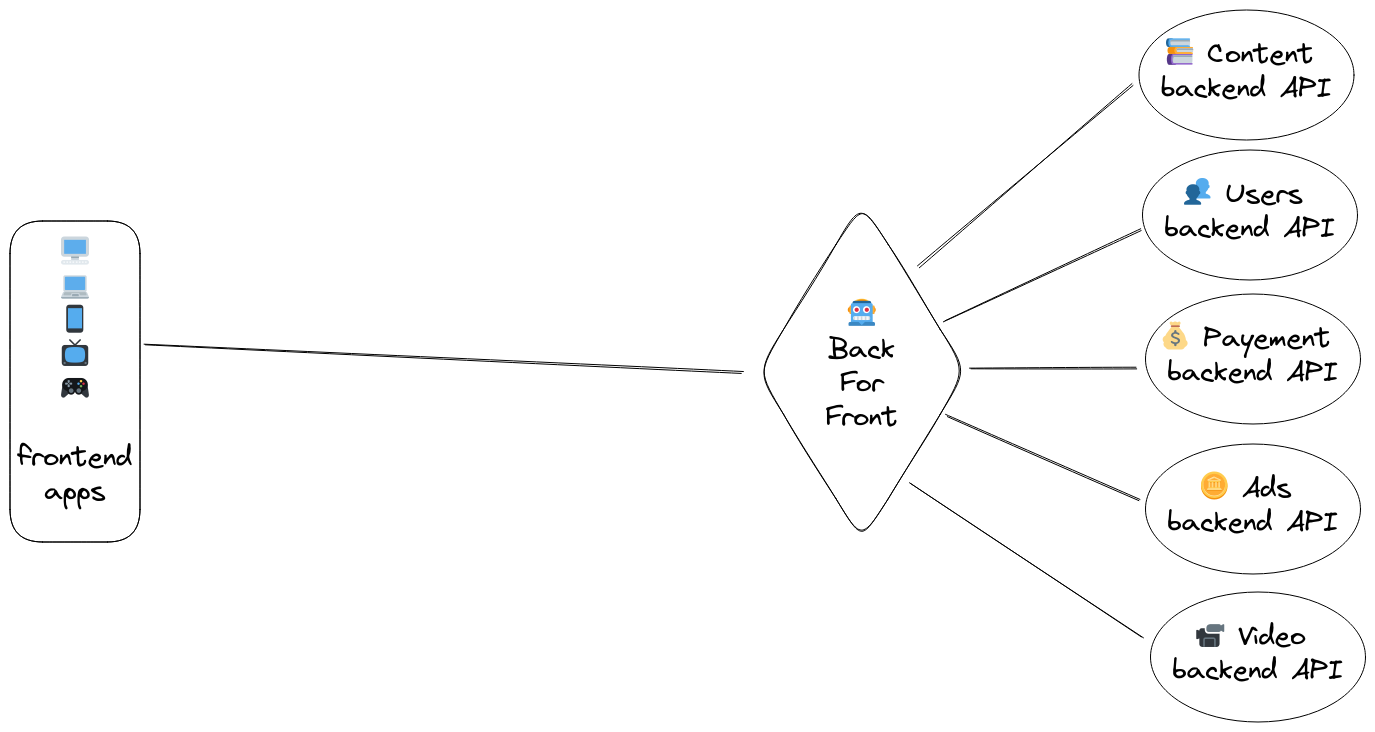 frontend
apps
Back
For
Front
Content
backend API
Users
backend API
Payement
backend API
Ads
backend API
Video
backend API